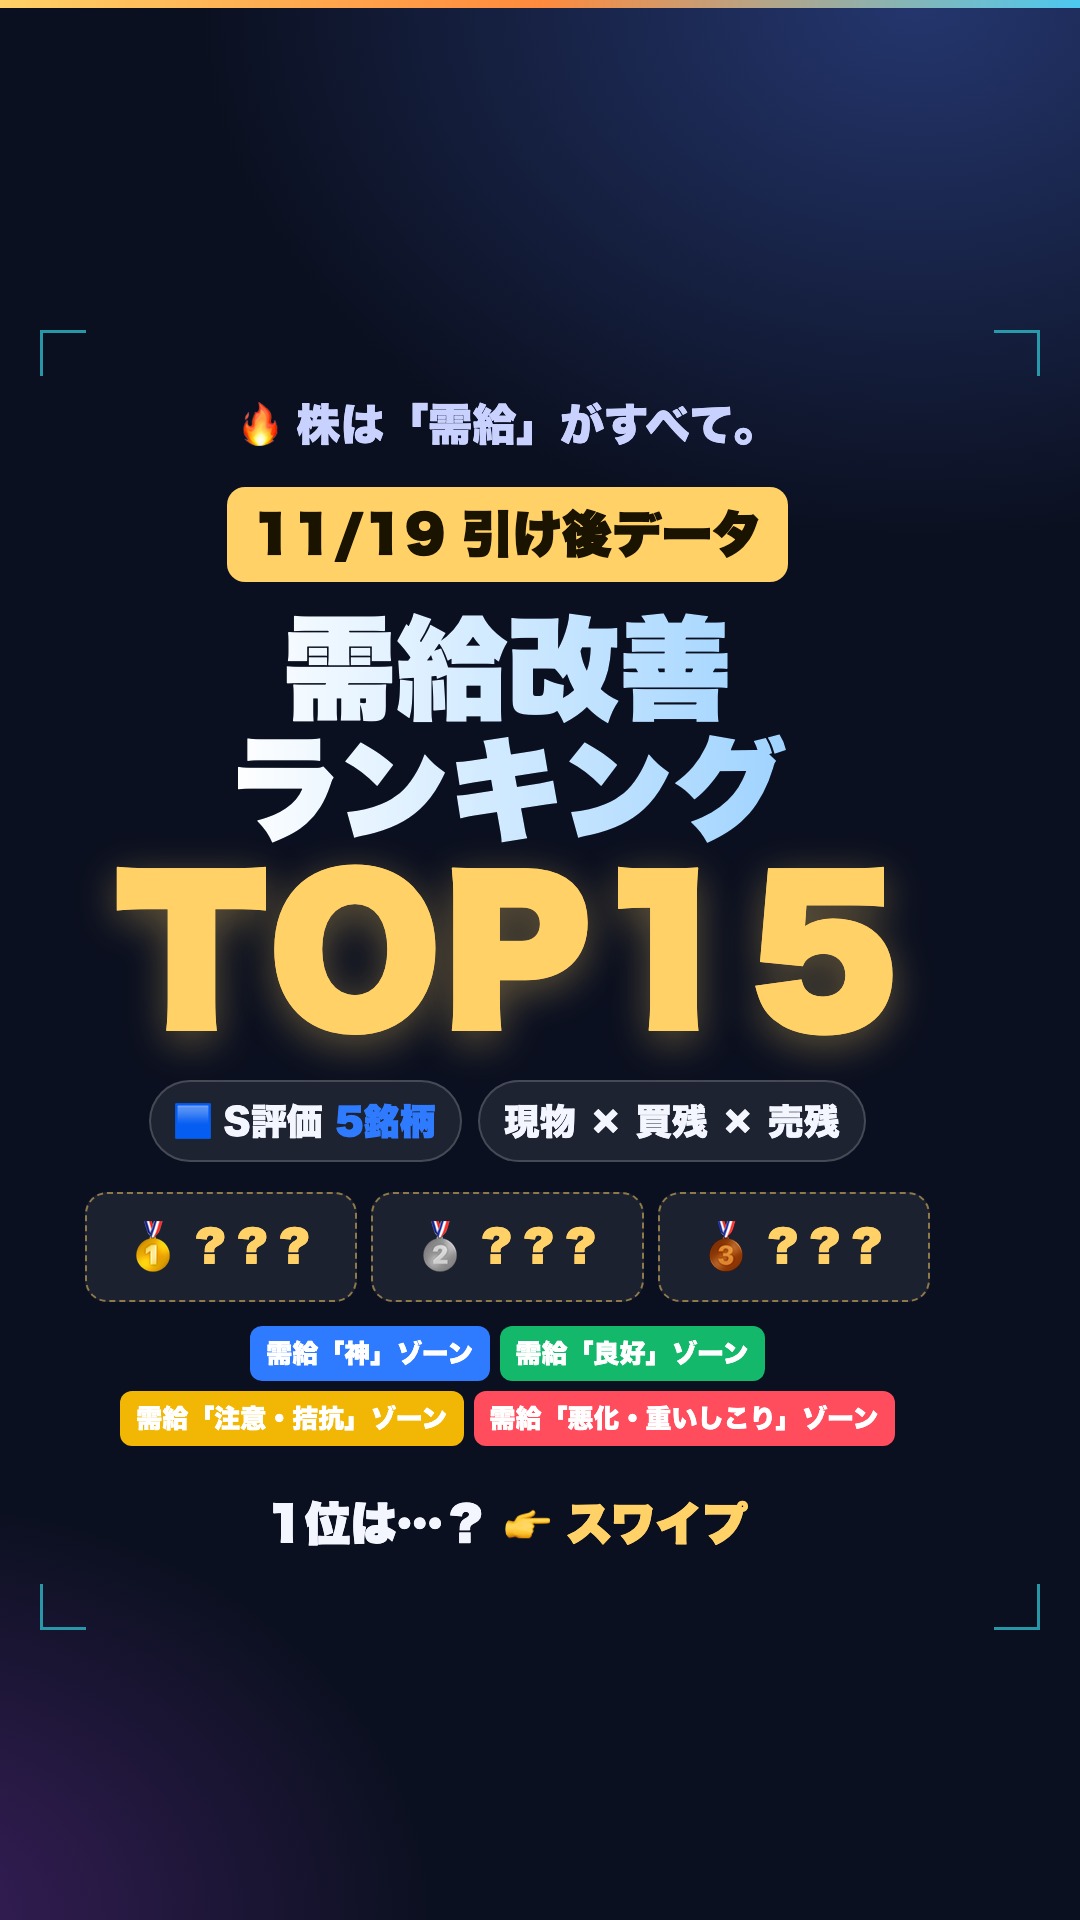 🔥 株は「需給」がすべて。
11/19 引け後データ
需給改善
ランキング
TOP15
🟦 S評価 5銘柄
現物 × 買残 × 売残
🥇 ？？？
🥈 ？？？
🥉 ？？？
需給「神」ゾーン
需給「良好」ゾーン
需給「注意・拮抗」ゾーン
需給「悪化・重いしこり」ゾーン
1位は…？ 👉 スワイプ